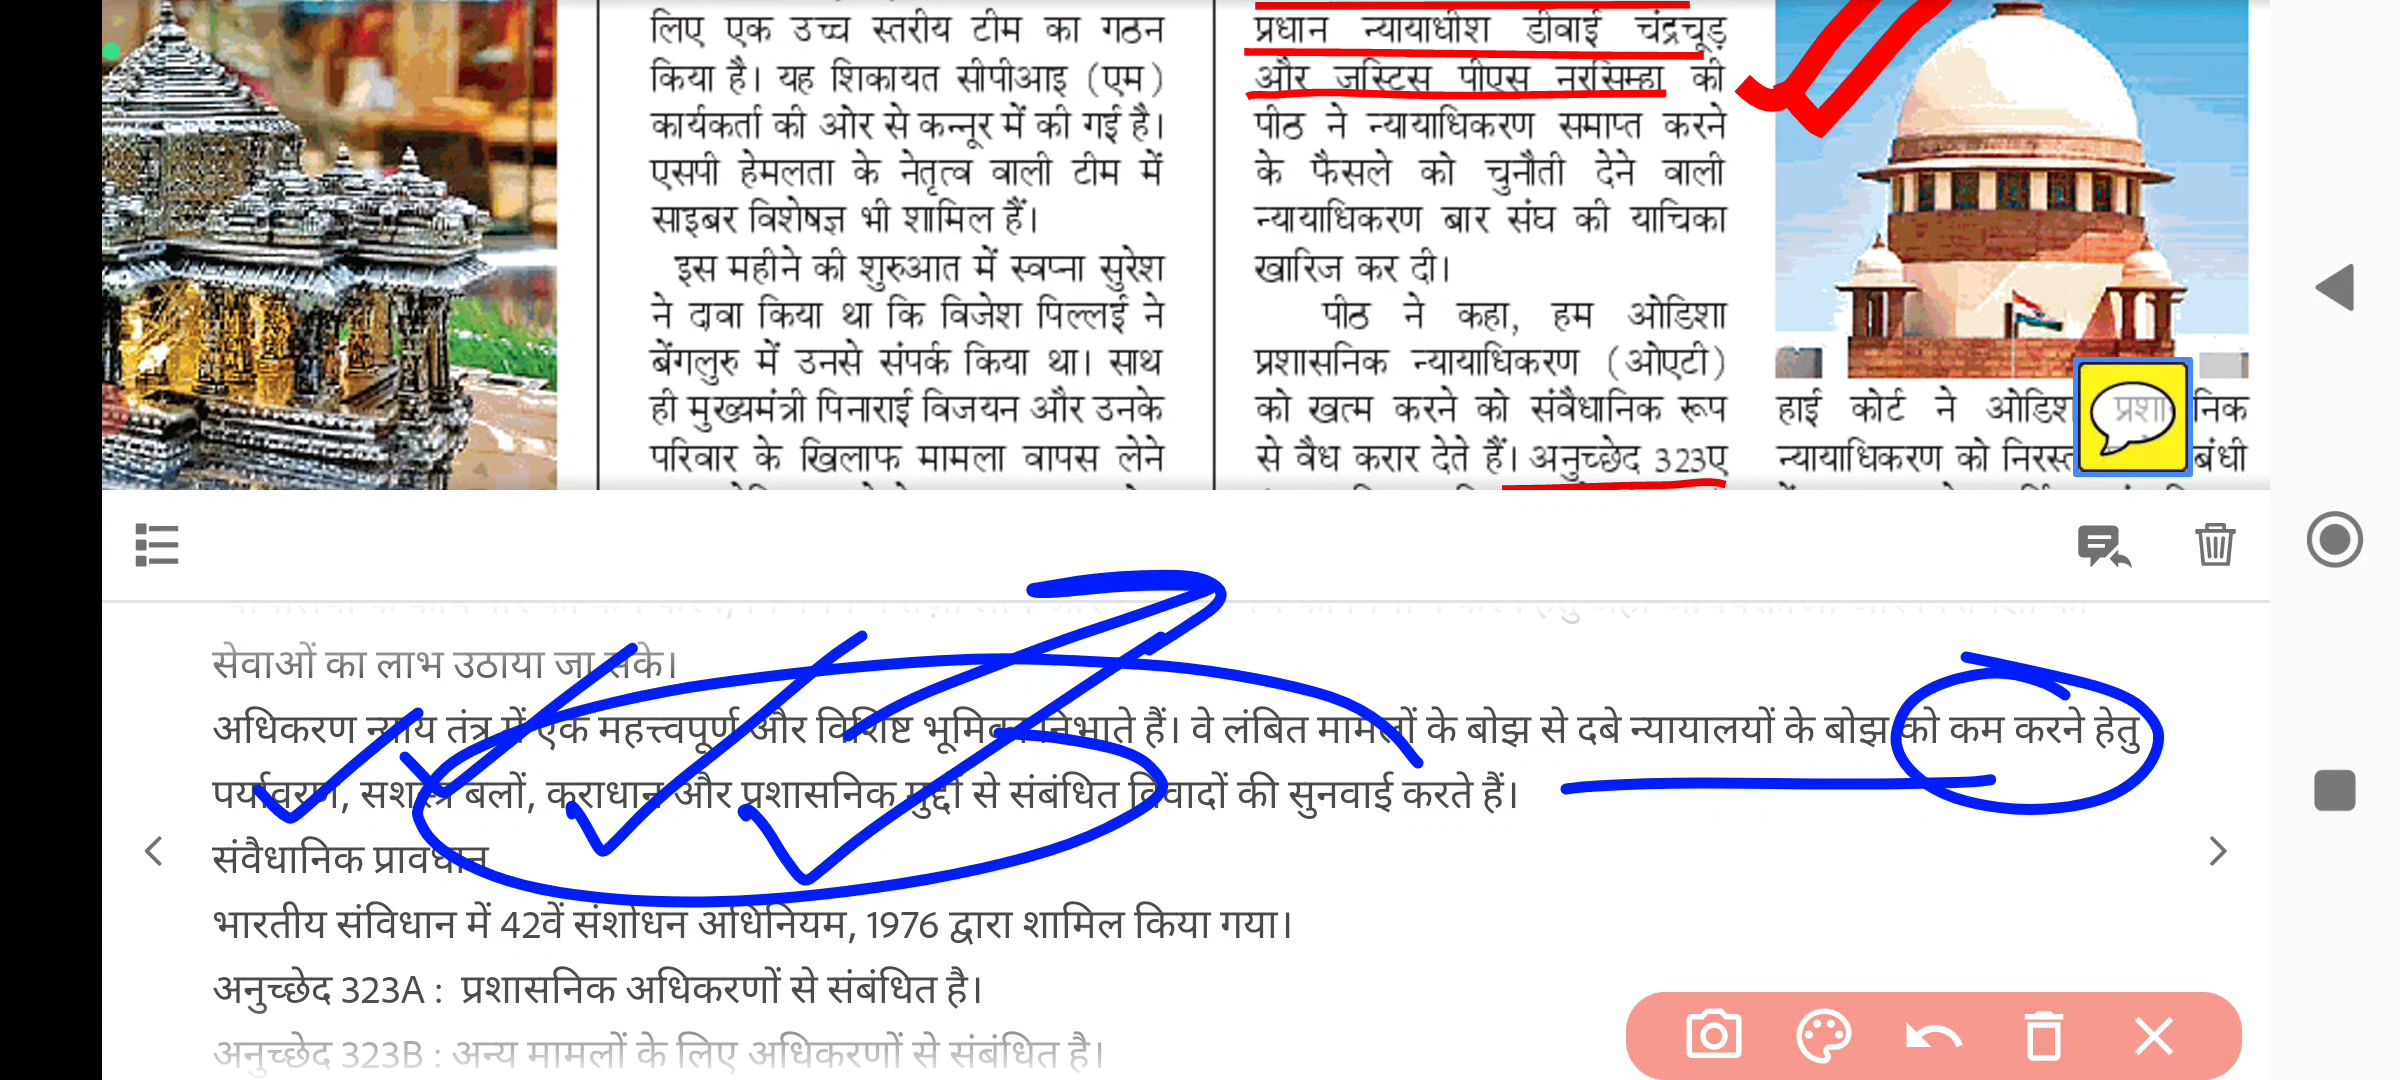 लिए एक उच्च स्तरीय टीम का गठन
किया है। यह शिकायत सीपीआइ (एम)
कार्यकर्ता की ओर से कन्नूर में की गई है।
एसपी हेमलता के नेतृत्व वाली टीम में
साइबर विशेषज्ञ भी शामिल हैं।
इस महीने की शुरुआत में स्वप्ना सुरेश
ने दावा किया था कि विजेश पिल्लई ने
बेंगलुरु में उनसे संपर्क किया था। साथ
ही मुख्यमंत्री पिनाराई विजयन और उनके
परिवार के खिलाफ मामला वापस लेने
प्रधान न्यायाधीश डीवाई चंद्रचूड़
और जस्टिस पीएस नरसिम्हा की
पीठ ने न्यायाधिकरण समाप्त करने
के फैसले को चुनौती देने वाली
न्यायाधिकरण बार संघ की याचिका
खारिज कर दी।
पीठ ने कहा, हम ओडिशा
प्रशासनिक न्यायाधिकरण (ओएटी)
को खत्म करने को संवैधानिक रूप
से वैध करार देते हैं। अनुच्छेद 323ए
हाई कोर्ट ने ओडिश प्रशा निक
न्यायाधिकरण को निरस्त बंधी
सेवाओं का लाभ उठाया जा सके।
अधिकरण न्याय तंत्र में एक महत्त्वपूर्ण और विशिष्ट भूमिका निभाते हैं। वे लंबित मामलों के बोझ से दबे न्यायालयों के बोझ को कम करने हेतु
पर्यावरण, सशस्त्र बलों, कराधान और प्रशासनिक मुद्दों से संबंधित विवादों की सुनवाई करते हैं।
संवैधानिक प्रावधान
भारतीय संविधान में 42वें संशोधन अधिनियम, 1976 द्वारा शामिल किया गया।
अनुच्छेद 323A : प्रशासनिक अधिकरणों से संबंधित है।
अनुच्छेद 323B : अन्य मामलों के लिए अधिकरणों से संबंधित है।